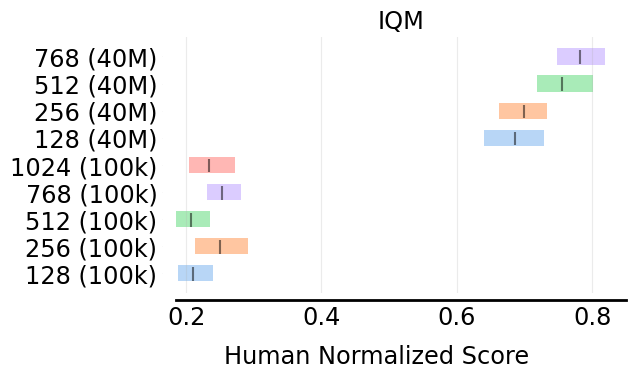 IQM
768 (40M)
512 (40M)
256 (40M)
128 (40M)
1024 (100k)
768 (100k)
512 (100k)
256 (100k)
128 (100k)
0.2 0.4 0.6 0.8
Human Normalized Score